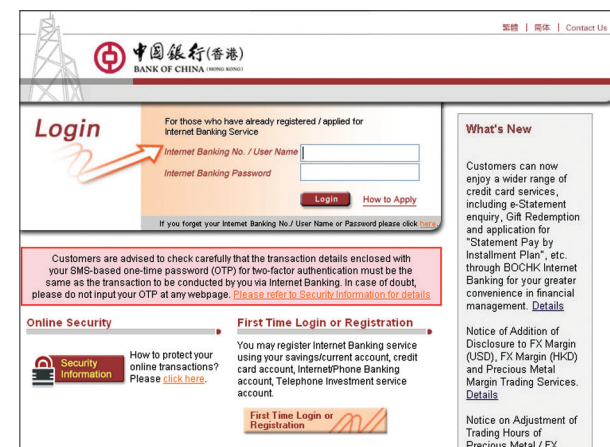 繁體 | 简体 | Contact Us
中國銀行(香港)
BANK OF CHINA (HONG KONG)
Login
For those who have already registered / applied for
Internet Banking Service
Internet Banking No. / User Name
Internet Banking Password
Login
How to Apply
If you forget your Internet Banking No./ User Name or Password please click here.
Customers are advised to check carefully that the transaction details enclosed with
your SMS-based one-time password (OTP) for two-factor authentication must be the
same as the transaction to be conducted by you via Internet Banking. In case of doubt,
please do not input your OTP at any webpage. Please refer to Security Information for details
Online Security
Security
Information
How to protect your
online transactions?
Please click here.
First Time Login or Registration
You may register Internet Banking service
using your savings/current account, credit
card account, Internet/Phone Banking
account, Telephone Investment service
account.
First Time Login or
Registration
What's New
Customers can now
enjoy a wider range of
credit card services,
including e-Statement
enquiry, Gift Redemption
and application for
"Statement Pay by
Installment Plan", etc.
through BOCHK Internet
Banking for your greater
convenience in financial
management. Details
Notice of Addition of
Disclosure to FX Margin
(USD), FX Margin (HKD)
and Precious Metal
Margin Trading Services.
Details
Notice on Adjustment of
Trading Hours of
Precious Metal / FX